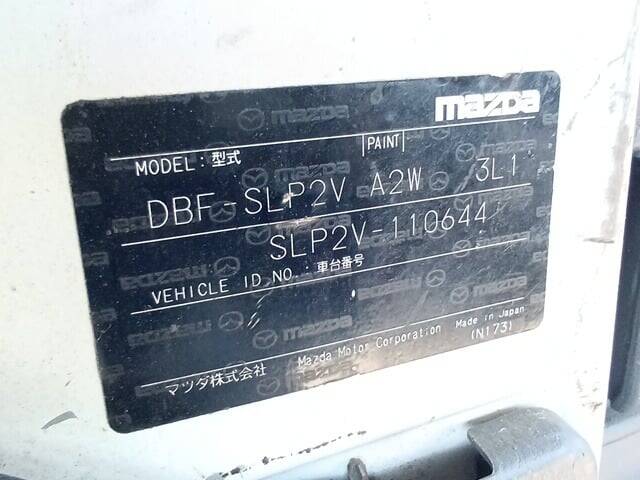 mazda
MODEL: 型式 PAINT
DBF-SLP2V A2W 3L1
SLP2V-110644
VEHICLE ID NO.: 車台番号
マツダ株式会社 Mazda Motor Corporation Made in Japan
(N173)